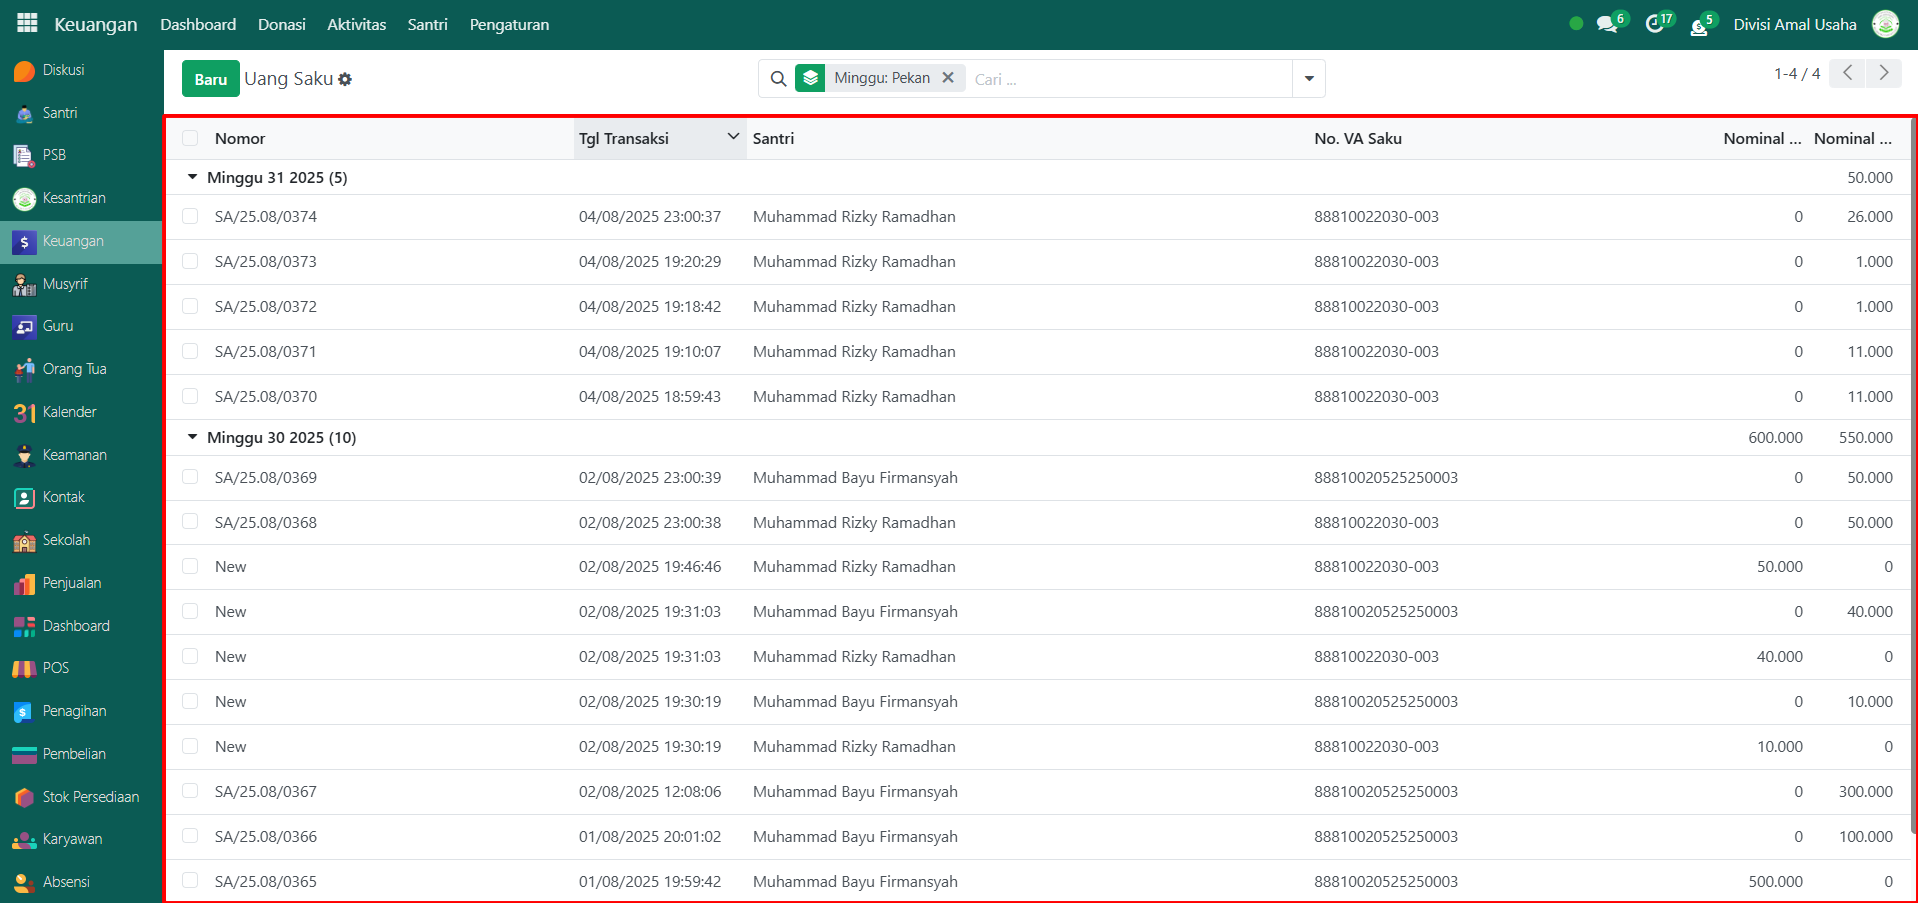 Keuangan Dashboard Donasi Aktivitas Santri Pengaturan 6 17 5 Divisi Amal Usaha
Diskusi
Santri
PSB
Kesantrian
Keuangan
Musyrif
Guru
Orang Tua
31 Kalender
Keamanan
Kontak
Sekolah
Penjualan
Dashboard
POS
Penagihan
Pembelian
Stok Persediaan
Karyawan
Absensi
Baru Uang Saku Minggu: Pekan Cari ... 1-4 / 4
Nomor Tgl Transaksi Santri No. VA Saku Nominal ... Nominal ...
Minggu 31 2025 (5) 50.000
SA/25.08/0374 04/08/2025 23:00:37 Muhammad Rizky Ramadhan 88810022030-003 0 26.000
SA/25.08/0373 04/08/2025 19:20:29 Muhammad Rizky Ramadhan 88810022030-003 0 1.000
SA/25.08/0372 04/08/2025 19:18:42 Muhammad Rizky Ramadhan 88810022030-003 0 1.000
SA/25.08/0371 04/08/2025 19:10:07 Muhammad Rizky Ramadhan 88810022030-003 0 11.000
SA/25.08/0370 04/08/2025 18:59:43 Muhammad Rizky Ramadhan 88810022030-003 0 11.000
Minggu 30 2025 (10) 600.000 550.000
SA/25.08/0369 02/08/2025 23:00:39 Muhammad Bayu Firmansyah 88810020525250003 0 50.000
SA/25.08/0368 02/08/2025 23:00:38 Muhammad Rizky Ramadhan 88810022030-003 0 50.000
New 02/08/2025 19:46:46 Muhammad Rizky Ramadhan 88810022030-003 50.000 0
New 02/08/2025 19:31:03 Muhammad Bayu Firmansyah 88810020525250003 0 40.000
New 02/08/2025 19:31:03 Muhammad Rizky Ramadhan 88810022030-003 40.000 0
New 02/08/2025 19:30:19 Muhammad Bayu Firmansyah 88810020525250003 0 10.000
New 02/08/2025 19:30:19 Muhammad Rizky Ramadhan 88810022030-003 10.000 0
SA/25.08/0367 02/08/2025 12:08:06 Muhammad Bayu Firmansyah 88810020525250003 0 300.000
SA/25.08/0366 01/08/2025 20:01:02 Muhammad Bayu Firmansyah 88810020525250003 0 100.000
SA/25.08/0365 01/08/2025 19:59:42 Muhammad Bayu Firmansyah 88810020525250003 500.000 0